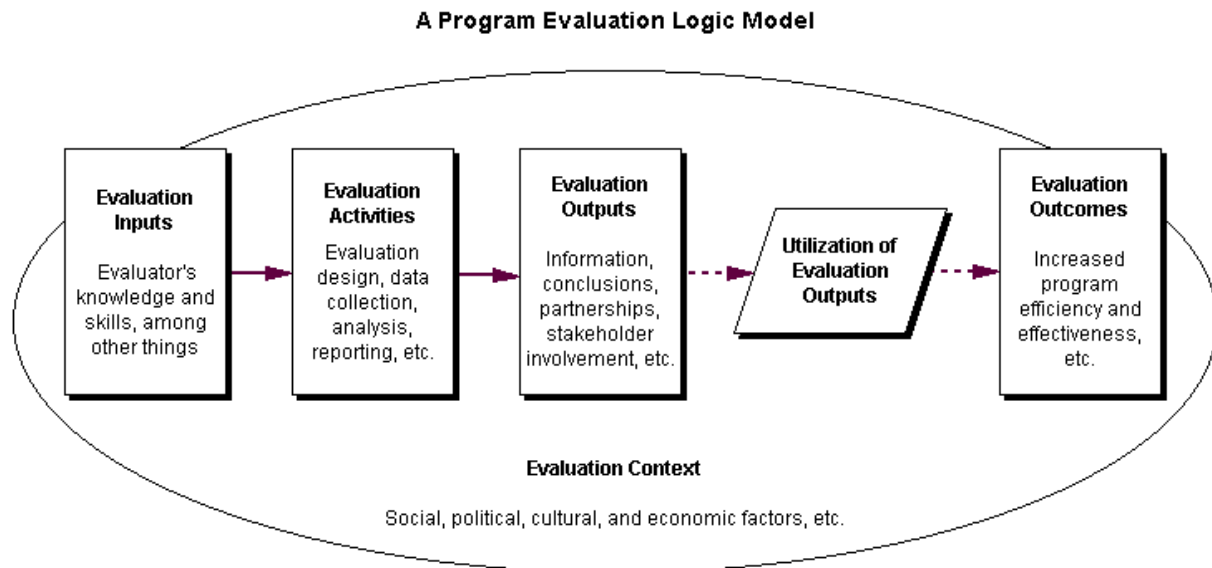 A Program Evaluation Logic Model
Evaluation
Inputs
Evaluator's
knowledge and
skills, among
other things
Evaluation
Activities
Evaluation
design, data
collection,
analysis,
reporting, etc.
Evaluation
Outputs
Information,
conclusions,
partnerships,
stakeholder
involvement, etc.
Utilization of
Evaluation
Outputs
Evaluation
Outcomes
Increased
program
efficiency and
effectiveness,
etc.
Evaluation Context
Social, political, cultural, and economic factors, etc.